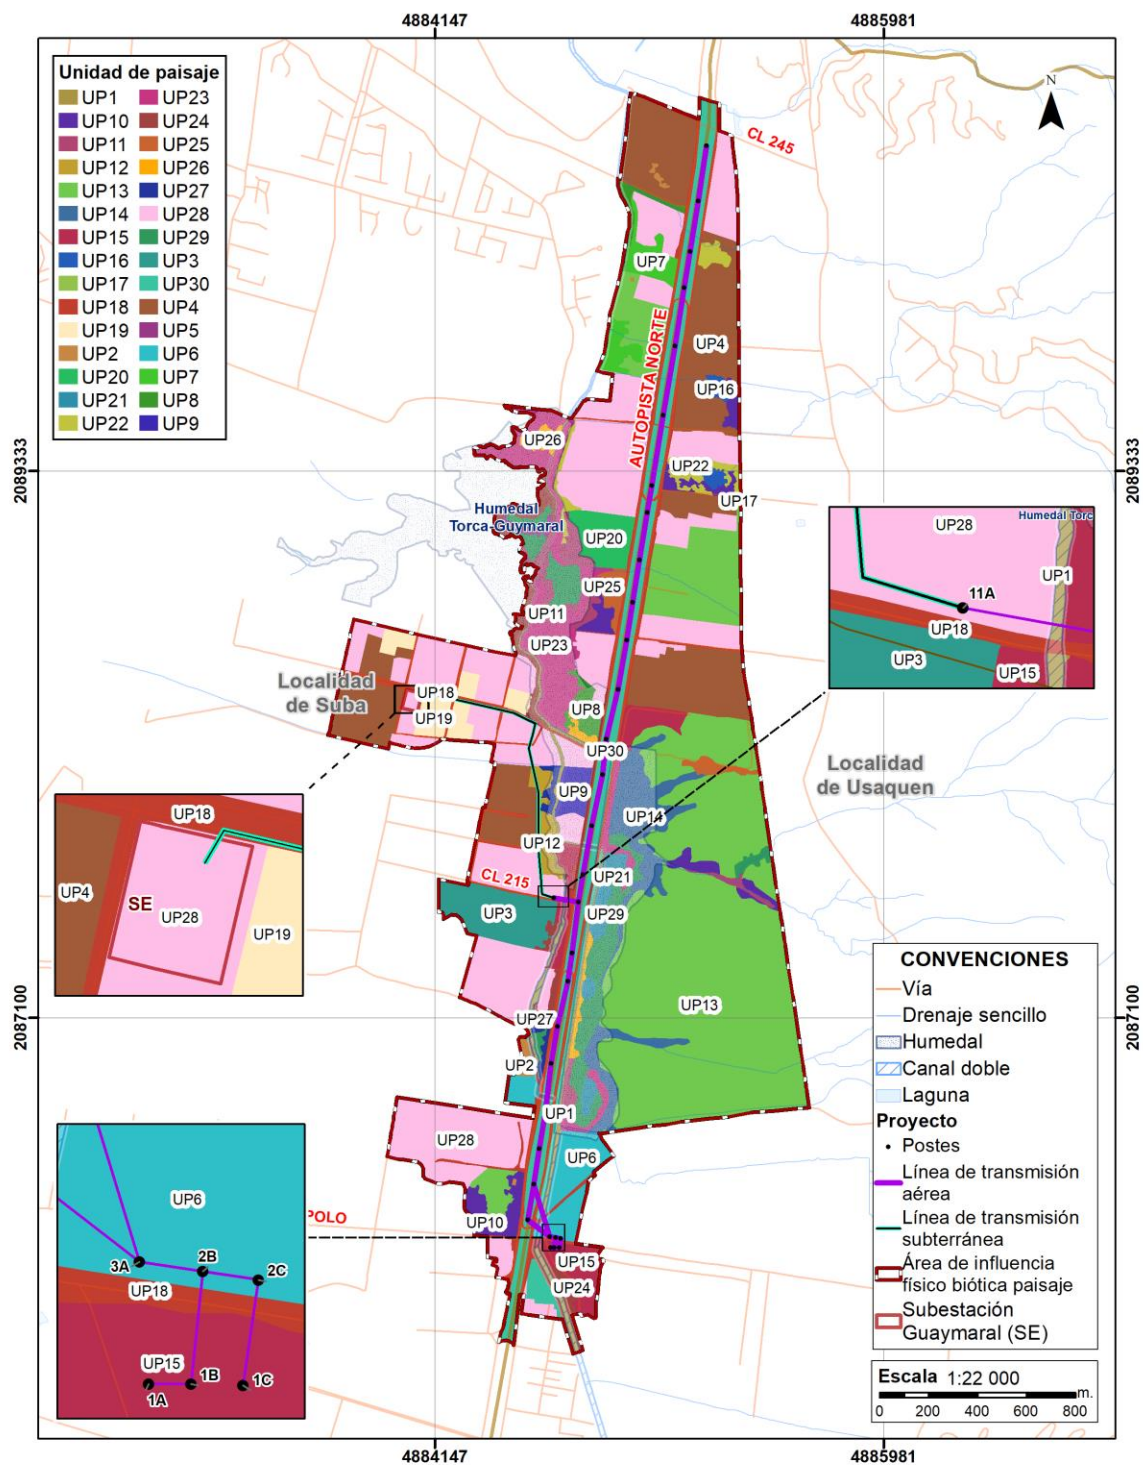 4884147
4885981
Unidad de paisaje
UP1
UP10
UP11
UP12
UP13
UP14
UP15
UP16
UP17
UP18
UP19
UP2
UP20
UP21
UP22
UP23
UP24
UP25
UP26
UP27
UP28
UP29
UP3
UP30
UP4
UP5
UP6
UP7
UP8
UP9
N
CL 245
UP7
AUTOPISTA NORTE
UP4
UP16
UP26
2089333
2089333
UP22
UP17
Humedal
Torca-Guymaral
UP20
UP25
UP11
UP23
UP28
Humedal Torc
UP1
11A
UP18
UP3
UP15
Localidad
de Suba
UP18
UP19
UP8
UP30
Localidad
de Usaquen
UP9
UP14
UP12
UP21
CL 215
UP3
UP29
UP18
UP4
SE
UP28
UP19
UP13
UP27
UP2
2087100
2087100
UP1
UP28
UP6
UP10
POLO
UP15
UP24
UP6
3A
2B
2C
UP18
UP15
1A
1B
1C
CONVENCIONES
Vía
Drenaje sencillo
Humedal
Canal doble
Laguna
Proyecto
Postes
Línea de transmisión
aérea
Línea de transmisión
subterránea
Área de influencia
físico biótica paisaje
Subestación
Guaymaral (SE)
Escala 1:22 000
m.
0 200 400 600 800
4884147
4885981